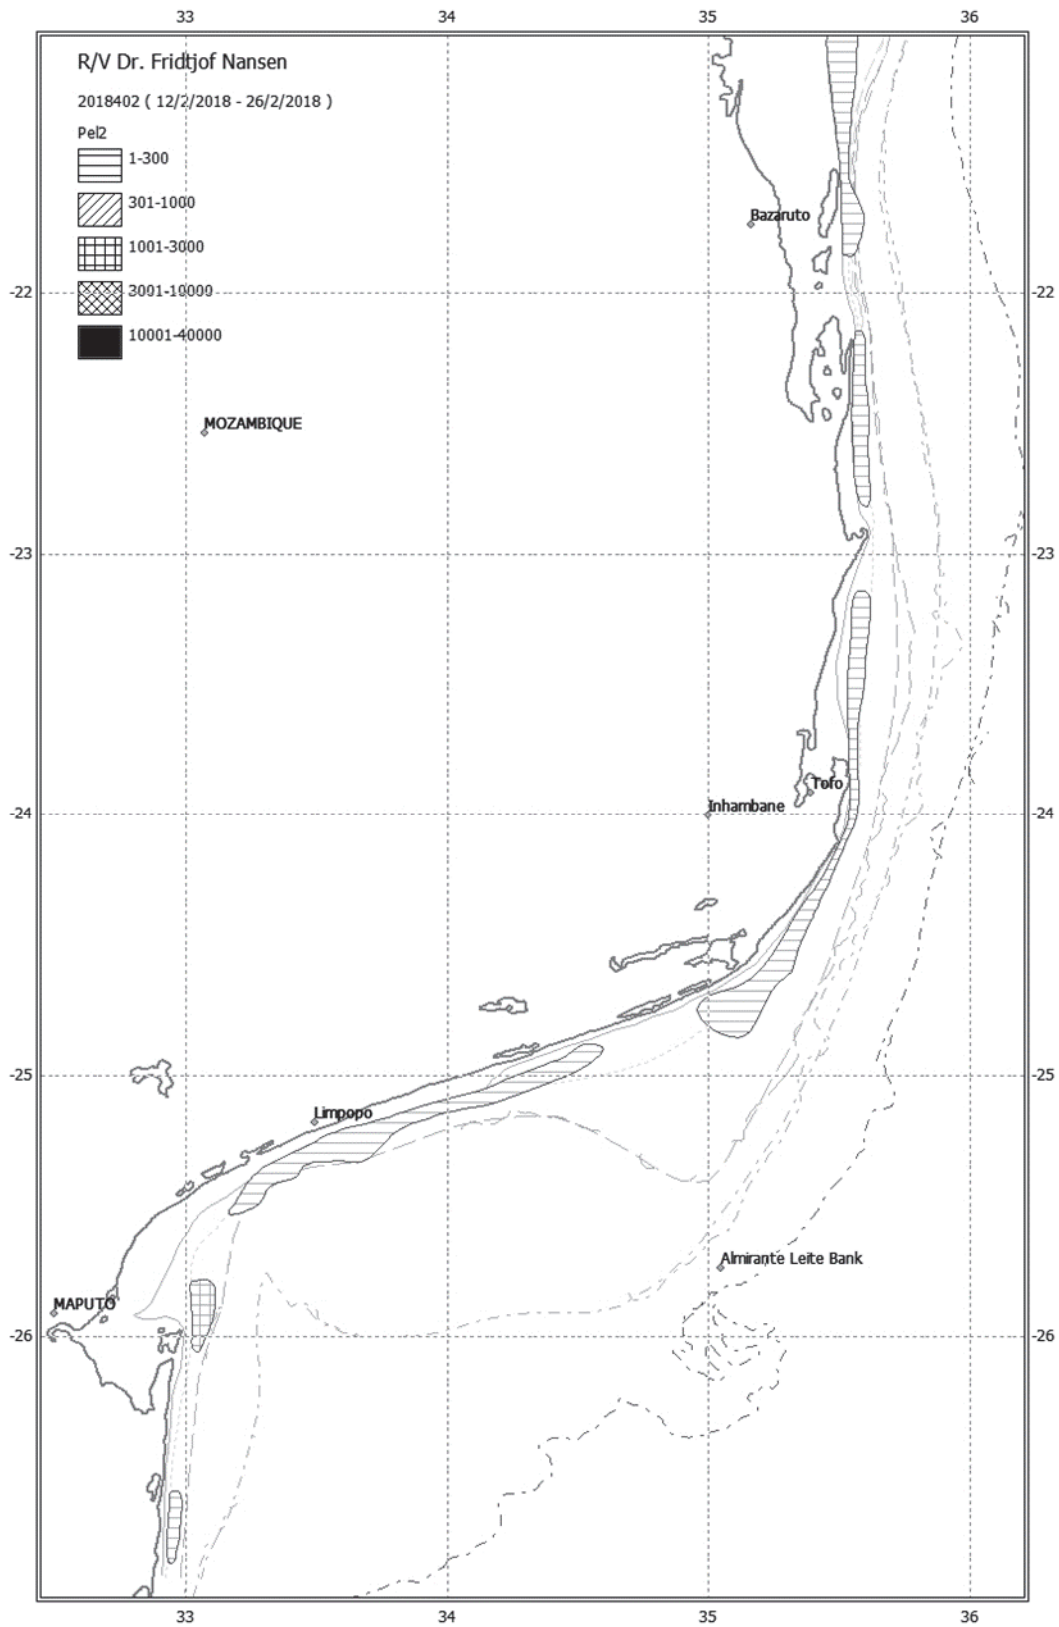 33 34 35 36
R/V Dr. Fridtjof Nansen
2018402 ( 12/2/2018 - 26/2/2018 )
Pel2
1-300
301-1000
1001-3000
3001-10000
10001-40000
Bazaruto
-22 -22
MOZAMBIQUE
-23 -23
Tofo
Inhambane
-24 -24
-25 -25
Limpopo
Almirante Leite Bank
MAPUTO
-26 -26
33 34 35 36